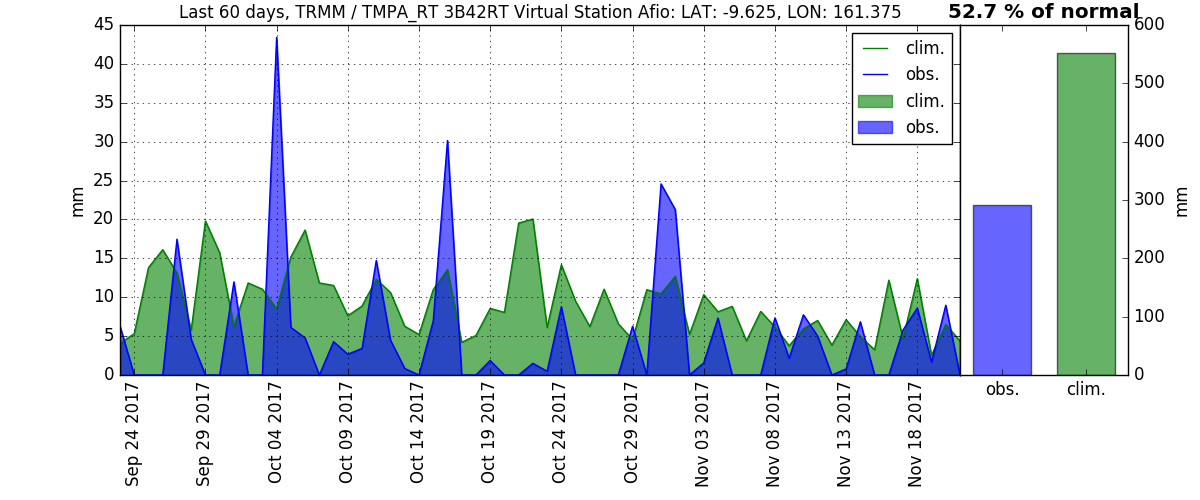 Last 60 days, TRMM / TMPA_RT 3B42RT Virtual Station Afio: LAT: -9.625, LON: 161.375
52.7 % of normal
45
40
35
30
25
20
15
10
5
0
mm
clim.
obs.
clim.
obs.
600
500
400
300
200
100
0
mm
Sep 24 2017
Sep 29 2017
Oct 04 2017
Oct 09 2017
Oct 14 2017
Oct 19 2017
Oct 24 2017
Oct 29 2017
Nov 03 2017
Nov 08 2017
Nov 13 2017
Nov 18 2017
obs.
clim.